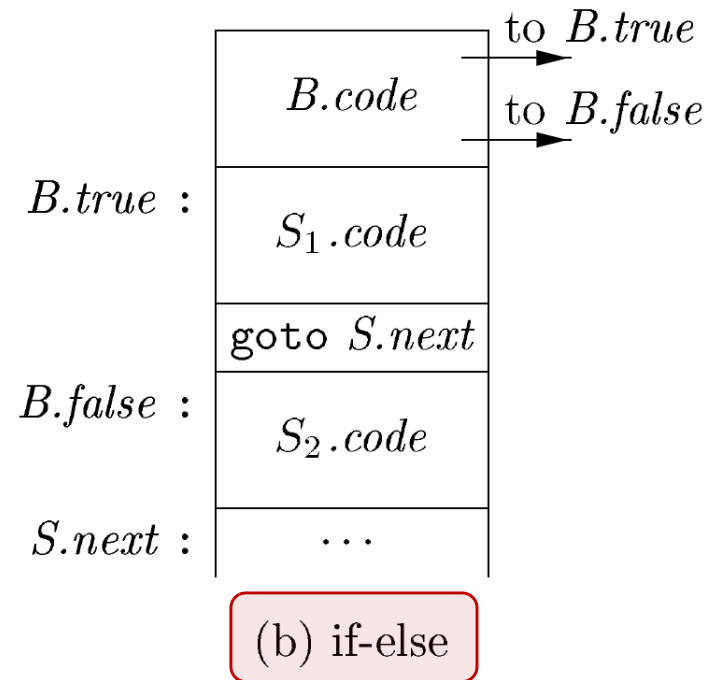 to B.true
B.code
to B.false
B.true :
S₁.code
goto S.next
B.false :
S₂.code
S.next :
...
(b) if-else